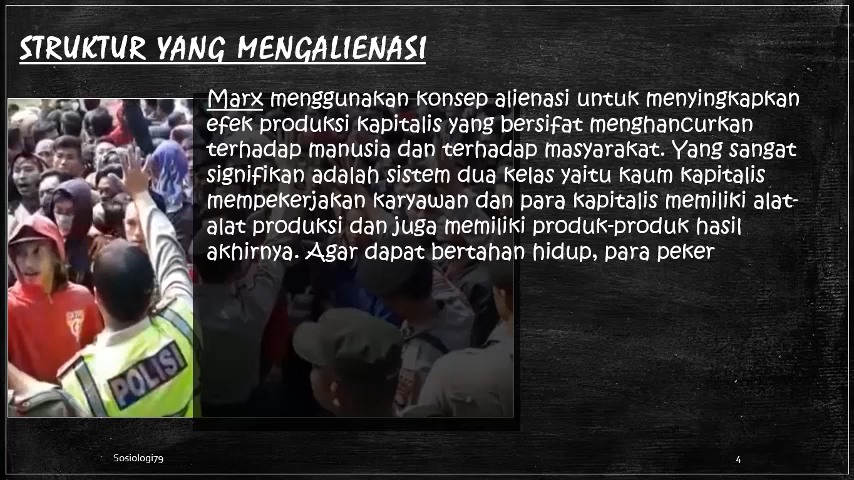 STRUKTUR YANG MENGALIENASI
Marx menggunakan konsep alienasi untuk menyingkapkan
efek produksi kapitalis yang bersifat menghancurkan
terhadap manusia dan terhadap masyarakat. Yang sangat
signifikan adalah sistem dua kelas yaitu kaum kapitalis
mempekerjakan karyawan dan para kapitalis memiliki alat-
alat produksi dan juga memiliki produk-produk hasil
akhirnya. Agar dapat bertahan hidup, para peker
POLISI
Sosiologi79
4